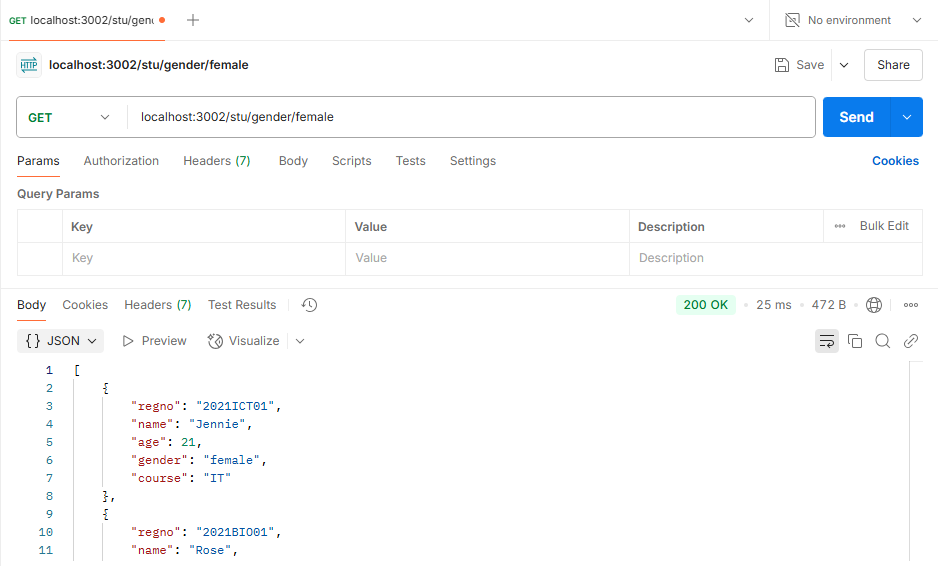 GET localhost:3002/stu/gend
No environment
HTTP localhost:3002/stu/gender/female
Save
Share
GET
localhost:3002/stu/gender/female
Send
Params Authorization Headers (7) Body Scripts Tests Settings Cookies
Query Params
Key Value Description Bulk Edit
Key Value Description
Body Cookies Headers (7) Test Results 200 OK 25 ms 472 B
{} JSON Preview Visualize
1 [
2 {
3 "regno": "2021ICT01",
4 "name": "Jennie",
5 "age": 21,
6 "gender": "female",
7 "course": "IT"
8 },
9 {
10 "regno": "2021BIO01",
11 "name": "Rose",